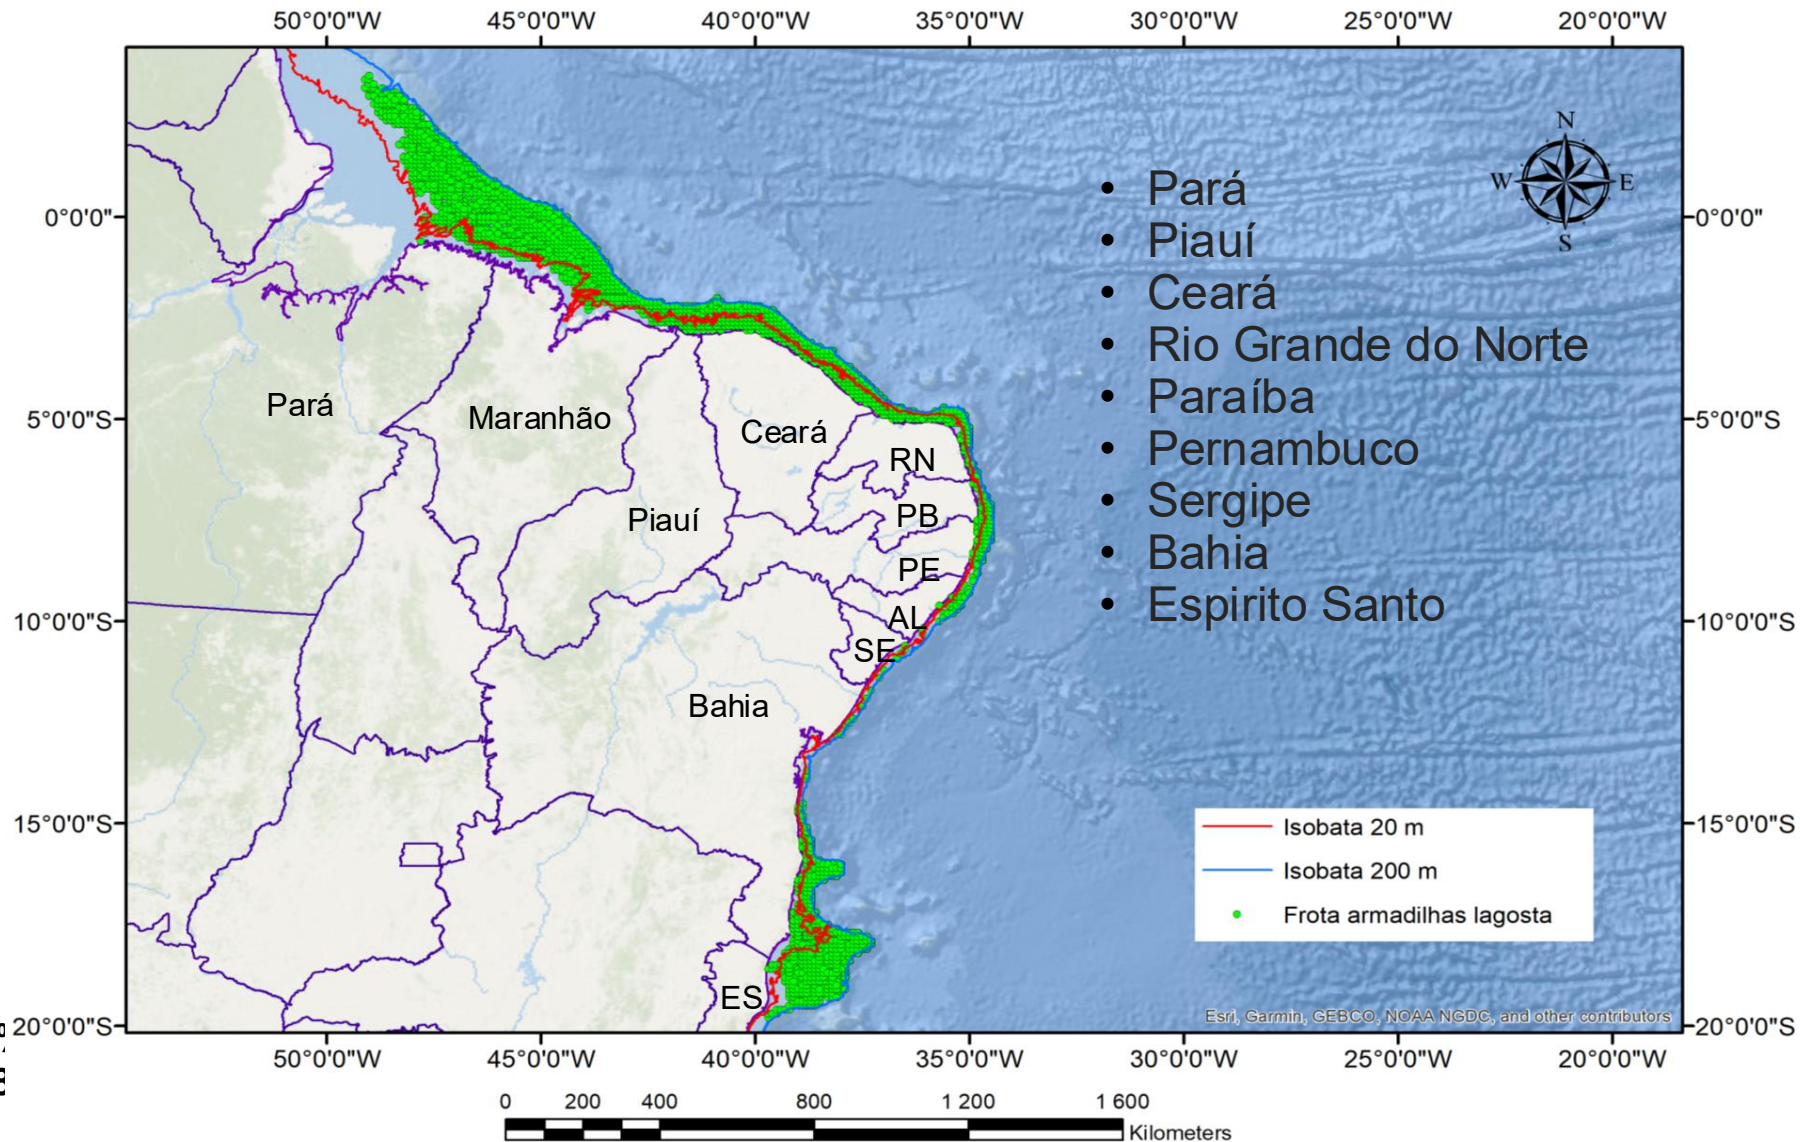 50°0'0"W 45°0'0"W 40°0'0"W 35°0'0"W 30°0'0"W 25°0'0"W 20°0'0"W
N
W E
S
0°0'0" 0°0'0"
5°0'0"S 5°0'0"S
10°0'0"S 10°0'0"S
15°0'0"S 15°0'0"S
20°0'0"S 20°0'0"S
• Pará
• Piauí
• Ceará
• Rio Grande do Norte
• Paraíba
• Pernambuco
• Sergipe
• Bahia
• Espirito Santo
Pará
Maranhão
Ceará
RN
Piauí
PB
PE
AL
SE
Bahia
ES
Isobata 20 m
Isobata 200 m
Frota armadilhas lagosta
Esri, Garmin, GEBCO, NOAA NGDC, and other contributors
50°0'0"W 45°0'0"W 40°0'0"W 35°0'0"W 30°0'0"W 25°0'0"W 20°0'0"W
0 200 400 800 1 200 1 600
Kilometers